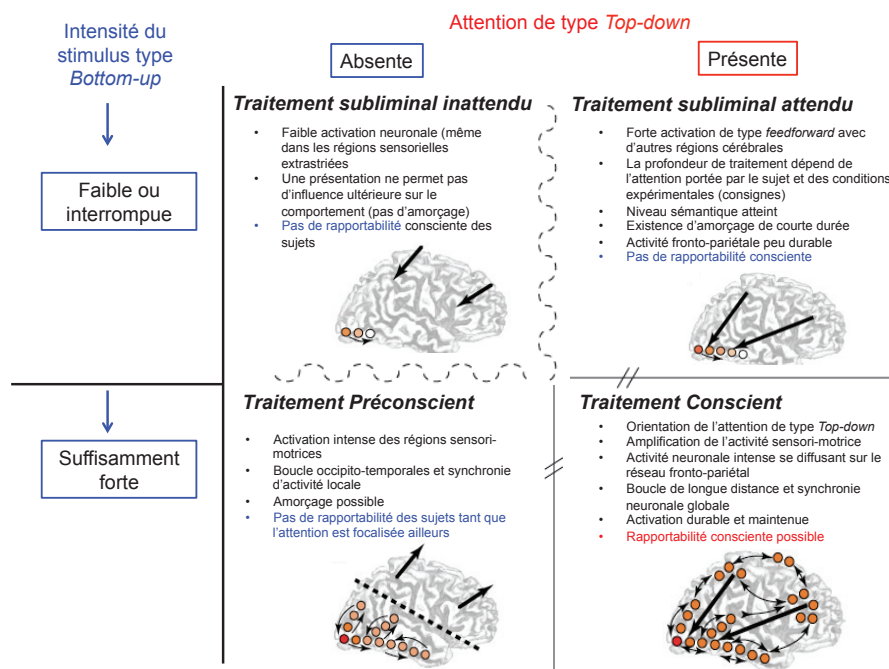 Intensité du
stimulus type
Bottom-up
Attention de type Top-down
Absente
Présente
Faible ou
interrompue
Traitement subliminal inattendu
• Faible activation neuronale (même
dans les régions sensorielles
extrastriées
• Une présentation ne permet pas
d'influence ultérieure sur le
comportement (pas d'amorçage)
• Pas de rapportabilité consciente des
sujets
Traitement subliminal attendu
• Forte activation de type feedforward avec
d'autres régions cérébrales
• La profondeur de traitement dépend de
l'attention portée par le sujet et des conditions
expérimentales (consignes)
• Niveau sémantique atteint
• Existence d'amorçage de courte durée
• Activité fronto-pariétale peu durable
• Pas de rapportabilité consciente
Suffisamment
forte
Traitement Préconscient
• Activation intense des régions sensori-
motrices
• Boucle occipito-temporales et synchronie
d'activité locale
• Amorçage possible
• Pas de rapportabilité des sujets tant que
l'attention est focalisée ailleurs
Traitement Conscient
• Orientation de l'attention de type Top-down
• Amplification de l'activité sensori-motrice
• Activité neuronale intense se diffusant sur le
réseau fronto-pariétal
• Boucle de longue distance et synchronie
neuronale globale
• Activation durable et maintenue
• Rapportabilité consciente possible